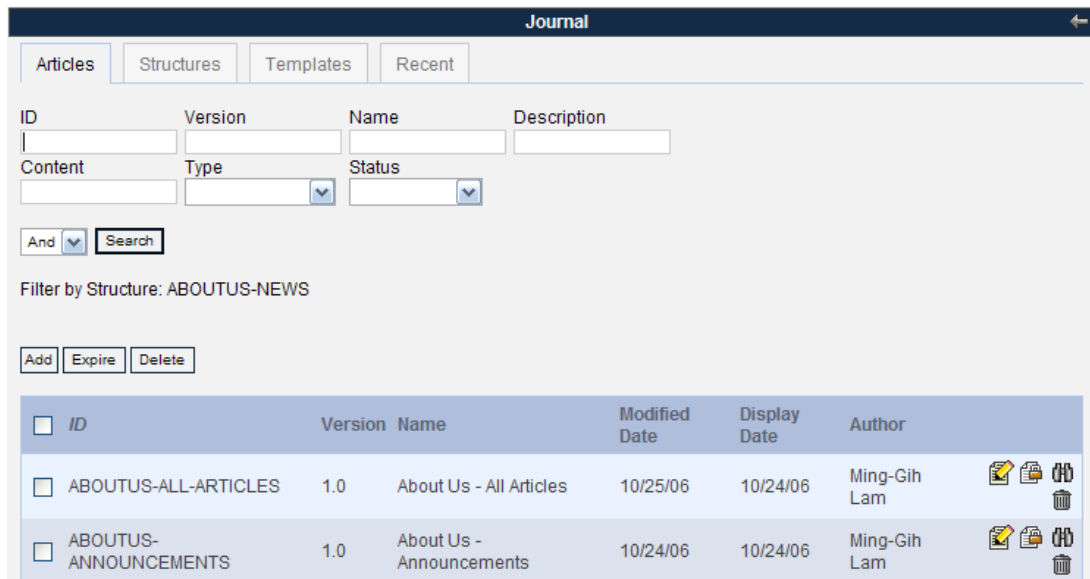 Journal
Articles Structures Templates Recent
ID Version Name Description
Content Type Status
And Search
Filter by Structure: ABOUTUS-NEWS
Add Expire Delete
ID Version Name Modified Date Display Date Author
ABOUTUS-ALL-ARTICLES 1.0 About Us - All Articles 10/25/06 10/24/06 Ming-Gih Lam
ABOUTUS-ANNOUNCEMENTS 1.0 About Us - Announcements 10/24/06 10/24/06 Ming-Gih Lam